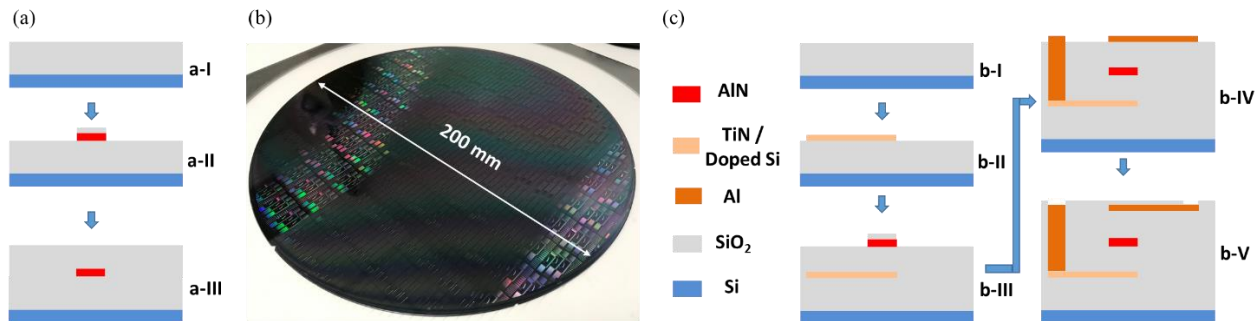 (a)
a-I
a-II
a-III
(b)
200 mm
(c)
AlN
TiN /
Doped Si
Al
SiO₂
Si
b-I
b-II
b-III
b-IV
b-V